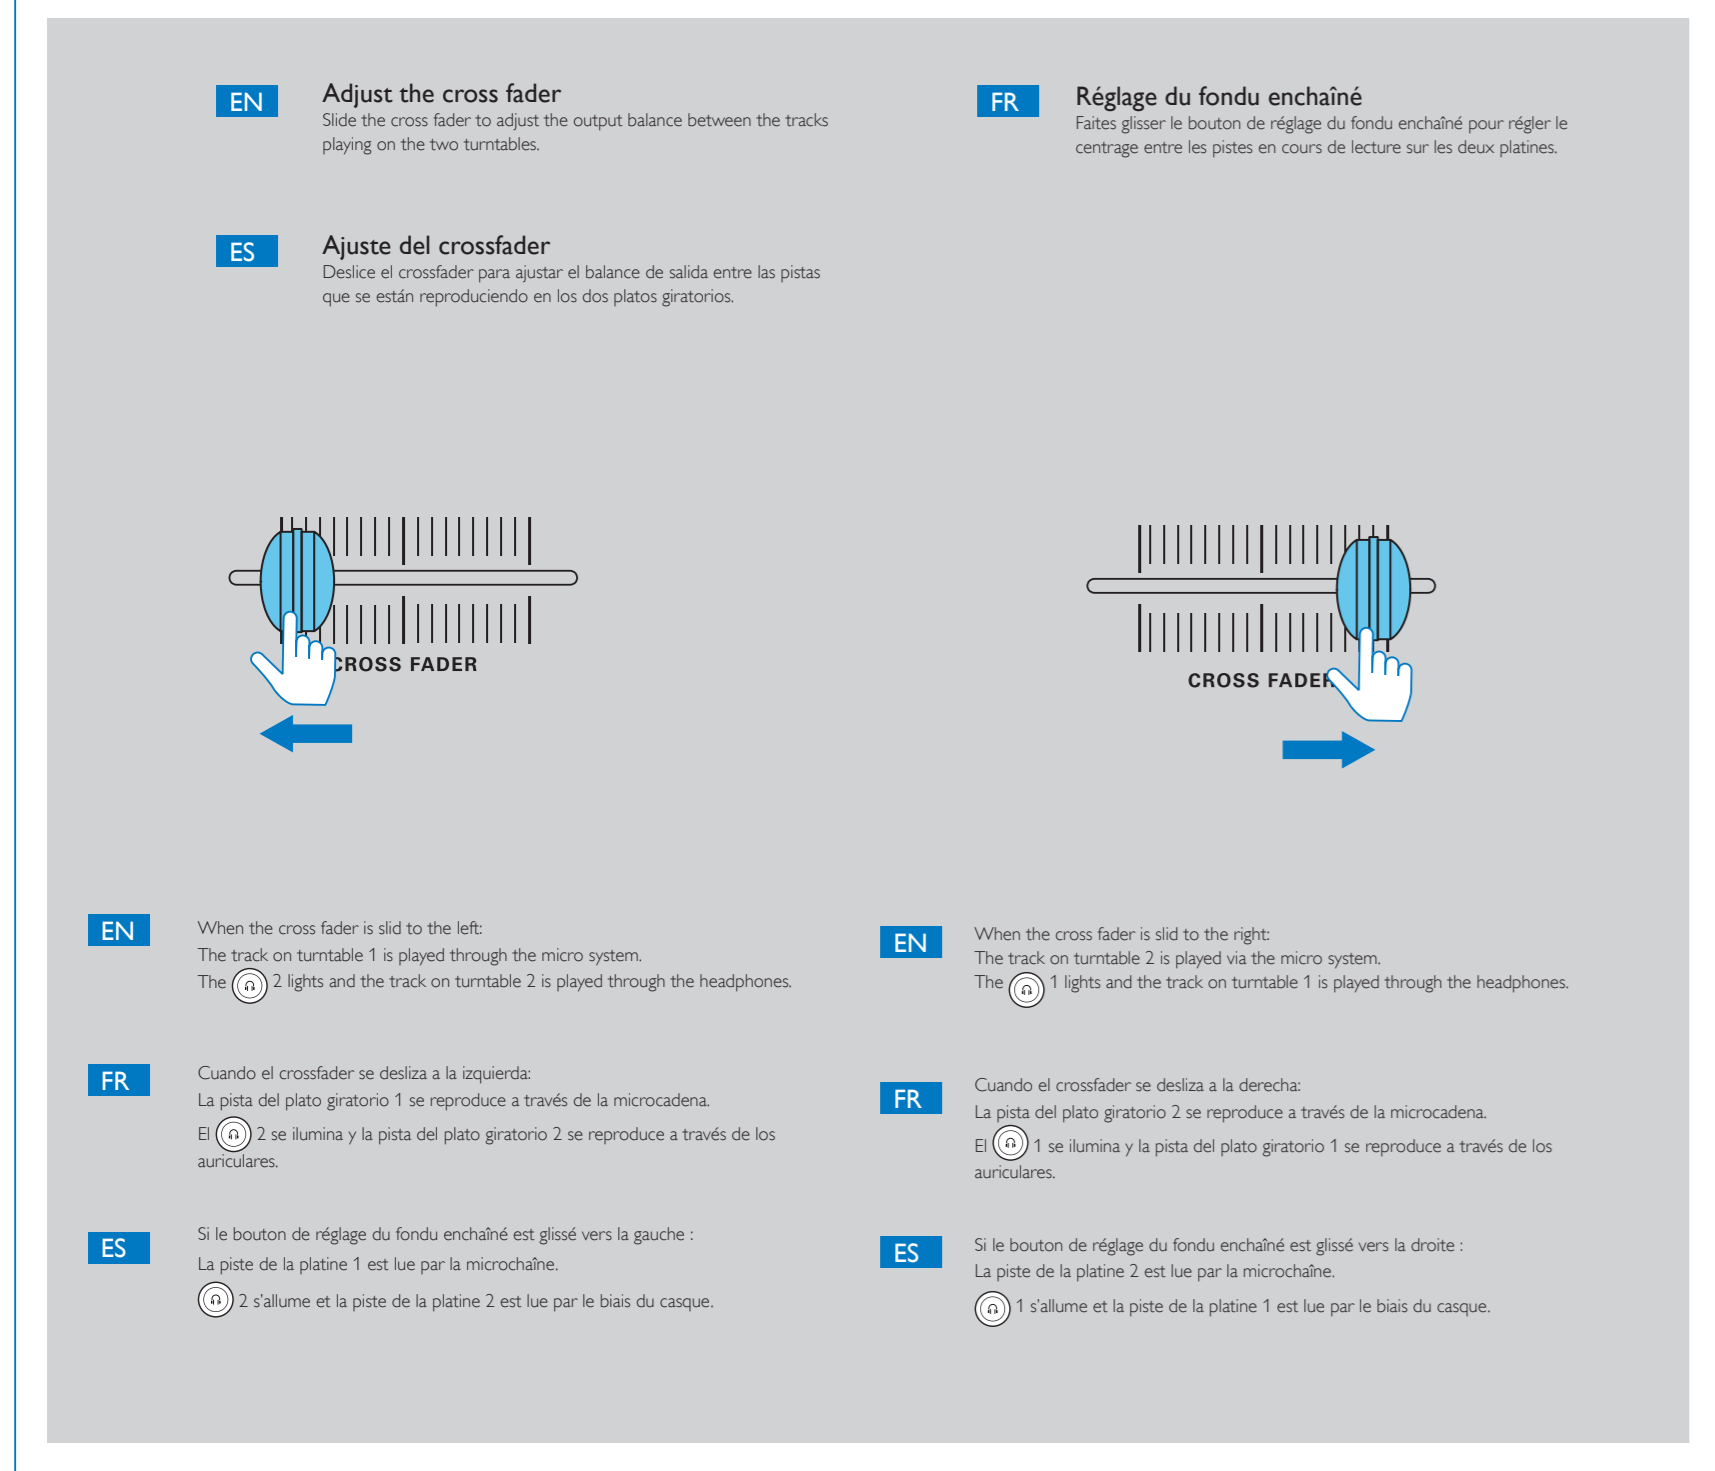 EN
Adjust the cross fader
Slide the cross fader to adjust the output balance between the tracks
playing on the two turntables.
FR
Réglage du fondu enchaîné
Faites glisser le bouton de réglage du fondu enchaîné pour régler le
centrage entre les pistes en cours de lecture sur les deux platines.
ES
Ajuste del crossfader
Deslice el crossfader para ajustar el balance de salida entre las pistas
que se están reproduciendo en los dos platos giratorios.
CROSS FADER
CROSS FADER
EN
When the cross fader is slid to the left:
The track on turntable 1 is played through the micro system.
The 2 lights and the track on turntable 2 is played through the headphones.
FR
Cuando el crossfader se desliza a la izquierda:
La pista del plato giratorio 1 se reproduce a través de la microcadena.
El 2 se ilumina y la pista del plato giratorio 2 se reproduce a través de los
auriculares.
ES
Si le bouton de réglage du fondu enchaîné est glissé vers la gauche :
La piste de la platine 1 est lue par la microchaîne.
2 s'allume et la piste de la platine 2 est lue par le biais du casque.
EN
When the cross fader is slid to the right:
The track on turntable 2 is played via the micro system.
The 1 lights and the track on turntable 1 is played through the headphones.
FR
Cuando el crossfader se desliza a la derecha:
La pista del plato giratorio 2 se reproduce a través de la microcadena.
El 1 se ilumina y la pista del plato giratorio 1 se reproduce a través de los
auriculares.
ES
Si le bouton de réglage du fondu enchaîné est glissé vers la droite :
La piste de la platine 2 est lue par la microchaîne.
1 s'allume et la piste de la platine 1 est lue par le biais du casque.